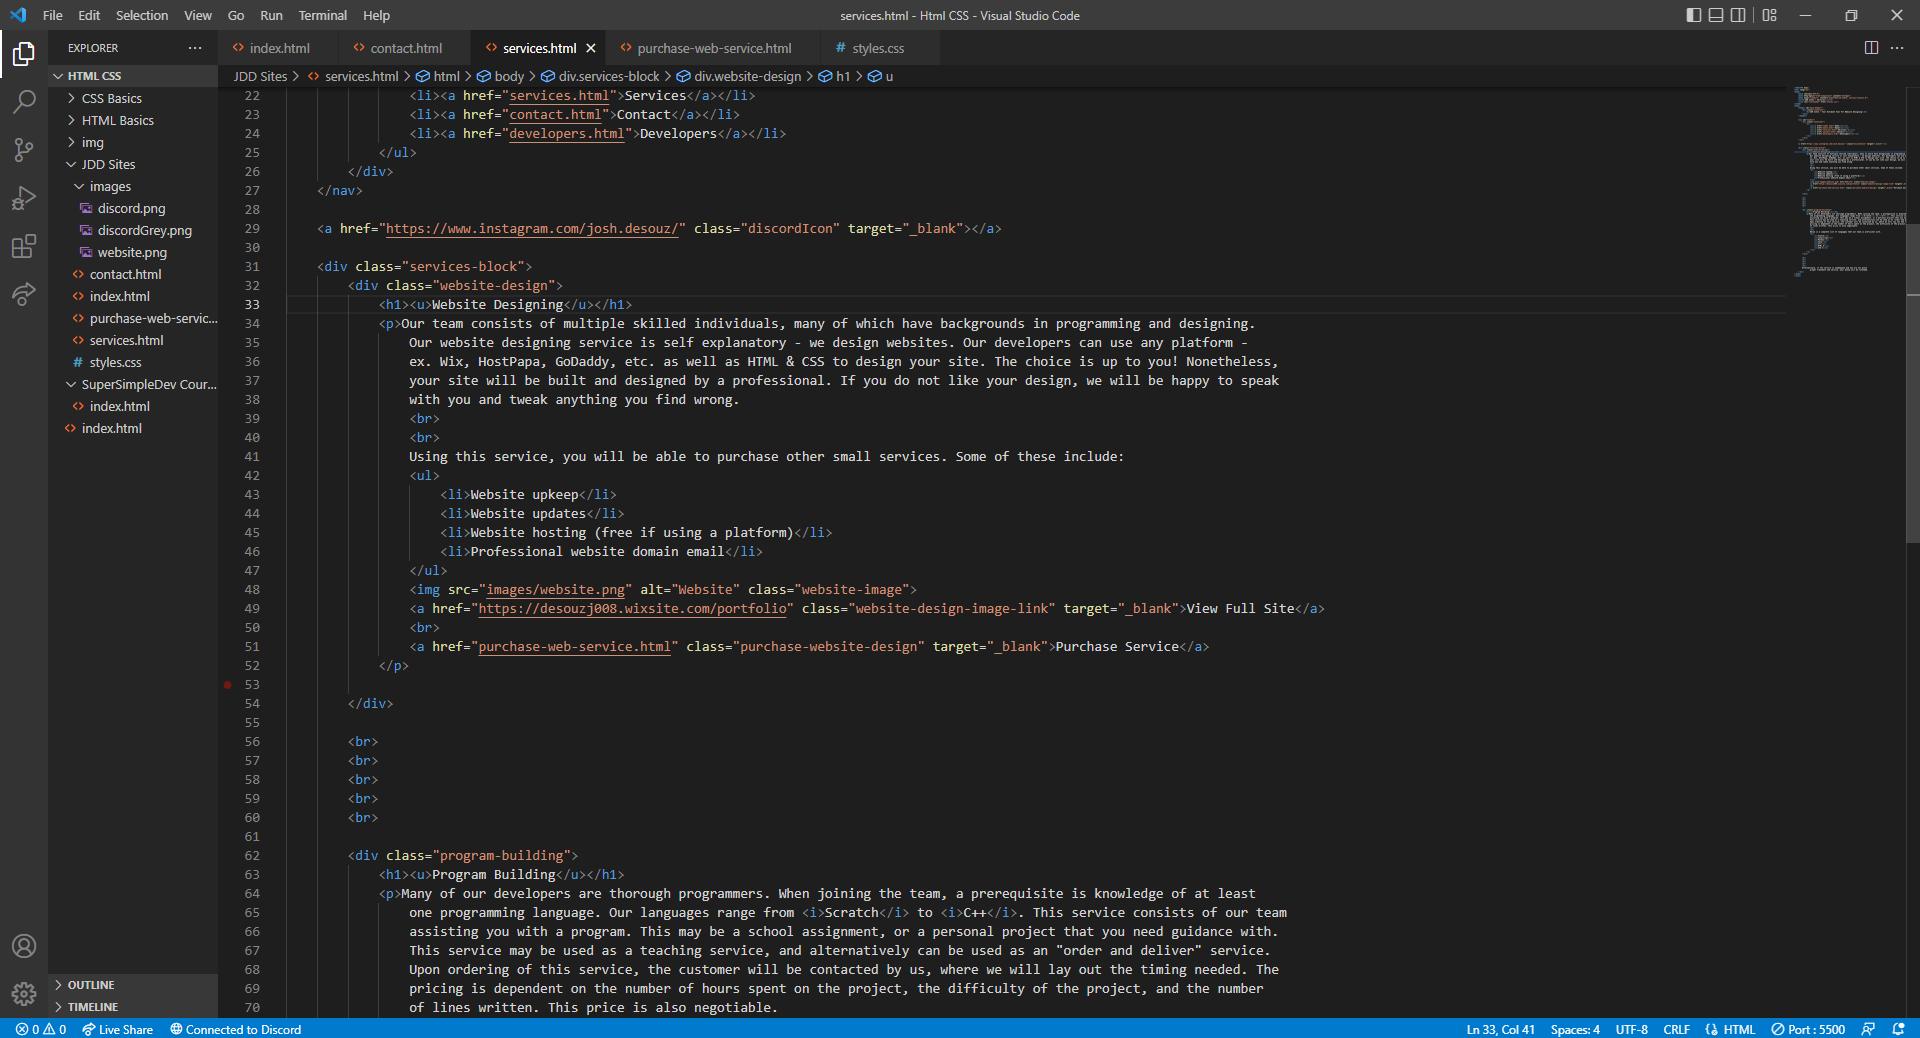 File Edit Selection View Go Run Terminal Help
services.html - Html CSS - Visual Studio Code
EXPLORER
index.html contact.html services.html purchase-web-service.html # styles.css
HTML CSS
JDD Sites > services.html > html > body > div.services-block > div.website-design > h1 > u
CSS Basics
HTML Basics
img
JDD Sites
images
discord.png
discordGrey.png
website.png
contact.html
index.html
purchase-web-servic...
services.html
# styles.css
SuperSimpleDev Cour...
index.html
index.html
22 <li><a href="services.html">Services</a></li>
23 <li><a href="contact.html">Contact</a></li>
24 <li><a href="developers.html">Developers</a></li>
25 </ul>
26 </div>
27 </nav>
28
29 <a href="https://www.instagram.com/josh.desouz/" class="discordIcon" target="_blank"></a>
30
31 <div class="services-block">
32 <div class="website-design">
33 <h1><u>Website Designing</u></h1>
34 <p>Our team consists of multiple skilled individuals, many of which have backgrounds in programming and designing.
35 Our website designing service is self explanatory - we design websites. Our developers can use any platform -
36 ex. Wix, HostPapa, GoDaddy, etc. as well as HTML & CSS to design your site. The choice is up to you! Nonetheless,
37 your site will be built and designed by a professional. If you do not like your design, we will be happy to speak
38 with you and tweak anything you find wrong.
39 <br>
40 <br>
41 Using this service, you will be able to purchase other small services. Some of these include:
42 <ul>
43 <li>Website upkeep</li>
44 <li>Website updates</li>
45 <li>Website hosting (free if using a platform)</li>
46 <li>Professional website domain email</li>
47 </ul>
48 <img src="images/website.png" alt="Website" class="website-image">
49 <a href="https://desouzj008.wixsite.com/portfolio" class="website-design-image-link" target="_blank">View Full Site</a>
50 <br>
51 <a href="purchase-web-service.html" class="purchase-website-design" target="_blank">Purchase Service</a>
52 </p>
53
54 </div>
55
56 <br>
57 <br>
58 <br>
59 <br>
60 <br>
61
62 <div class="program-building">
63 <h1><u>Program Building</u></h1>
64 <p>Many of our developers are thorough programmers. When joining the team, a prerequisite is knowledge of at least
65 one programming language. Our languages range from <i>Scratch</i> to <i>C++</i>. This service consists of our team
66 assisting you with a program. This may be a school assignment, or a personal project that you need guidance with.
67 This service may be used as a teaching service, and alternatively can be used as an "order and deliver" service.
68 Upon ordering of this service, the customer will be contacted by us, where we will lay out the timing needed. The
69 pricing is dependent on the number of hours spent on the project, the difficulty of the project, and the number
70 of lines written. This price is also negotiable.
OUTLINE
TIMELINE
0 0 Live Share Connected to Discord
Ln 33, Col 41 Spaces: 4 UTF-8 CRLF HTML Port : 5500